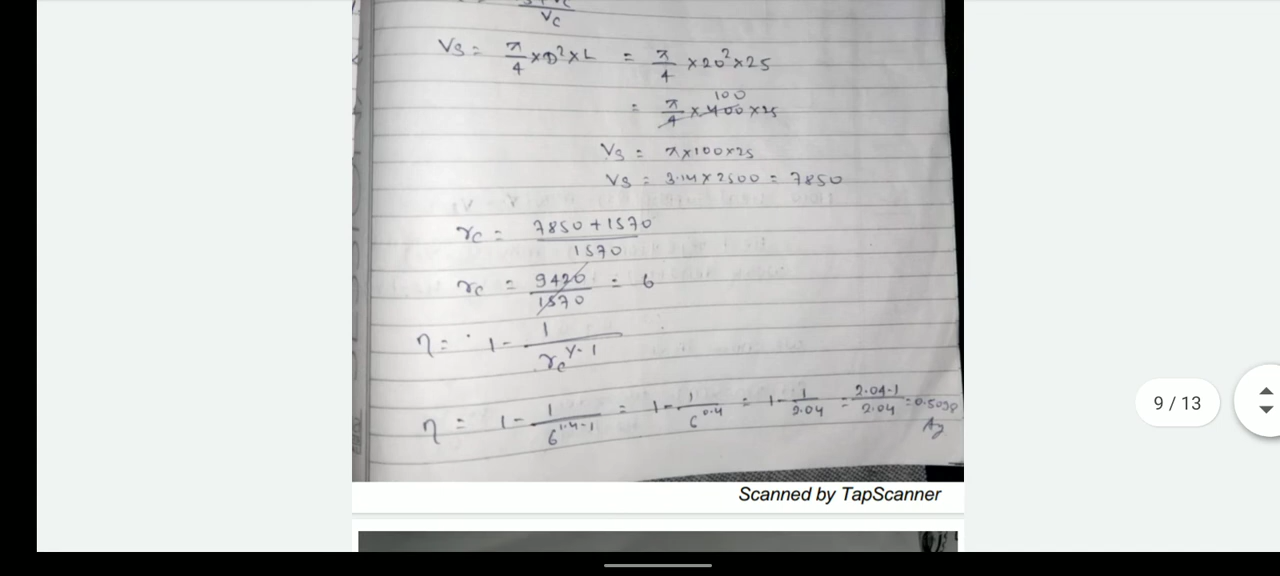 Vc
Vs = π/4 × D² × L = π/4 × 20² × 25
= π/4 × 400 × 25 100
Vs = π × 100 × 25
Vs = 3.14 × 2500 = 7850
rc = 7850 + 1570 / 1570
rc = 9420 / 1570 = 6
η = 1 - 1 / rc^γ-1
η = 1 - 1 / 6^1.4-1 = 1 - 1 / 6^0.4 = 1 - 1 / 2.04 = 2.04-1 / 2.04 = 0.5098
9 / 13
Scanned by TapScanner